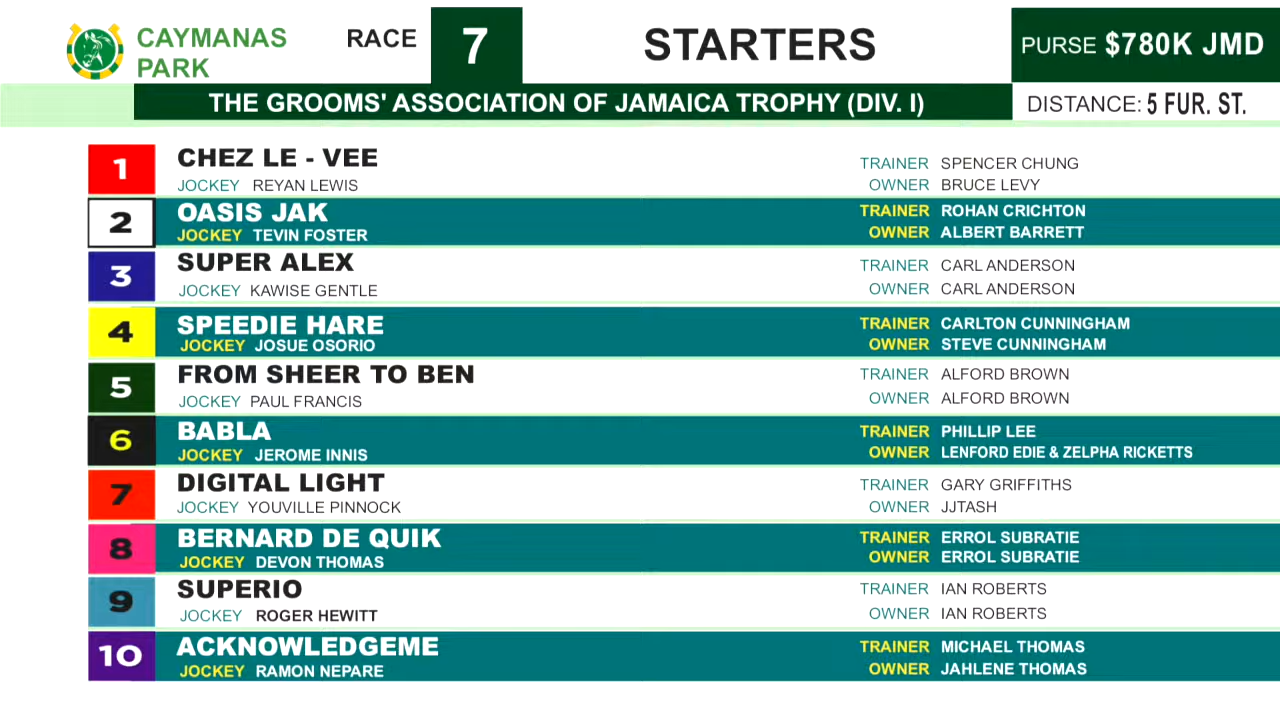 CAYMANAS PARK
RACE 7 STARTERS PURSE $780K JMD
THE GROOMS' ASSOCIATION OF JAMAICA TROPHY (DIV. I) DISTANCE: 5 FUR. ST.
1 CHEZ LE - VEE TRAINER SPENCER CHUNG
JOCKEY REYAN LEWIS OWNER BRUCE LEVY
2 OASIS JAK TRAINER ROHAN CRICHTON
JOCKEY TEVIN FOSTER OWNER ALBERT BARRETT
3 SUPER ALEX TRAINER CARL ANDERSON
JOCKEY KAWISE GENTLE OWNER CARL ANDERSON
4 SPEEDIE HARE TRAINER CARLTON CUNNINGHAM
JOCKEY JOSUE OSORIO OWNER STEVE CUNNINGHAM
5 FROM SHEER TO BEN TRAINER ALFORD BROWN
JOCKEY PAUL FRANCIS OWNER ALFORD BROWN
6 BABLA TRAINER PHILLIP LEE
JOCKEY JEROME INNIS OWNER LENFORD EDIE & ZELPHA RICKETTS
7 DIGITAL LIGHT TRAINER GARY GRIFFITHS
JOCKEY YOUVILLE PINNOCK OWNER JJTASH
8 BERNARD DE QUIK TRAINER ERROL SUBRATIE
JOCKEY DEVON THOMAS OWNER ERROL SUBRATIE
9 SUPERIO TRAINER IAN ROBERTS
JOCKEY ROGER HEWITT OWNER IAN ROBERTS
10 ACKNOWLEDGEME TRAINER MICHAEL THOMAS
JOCKEY RAMON NEPARE OWNER JAHLENE THOMAS